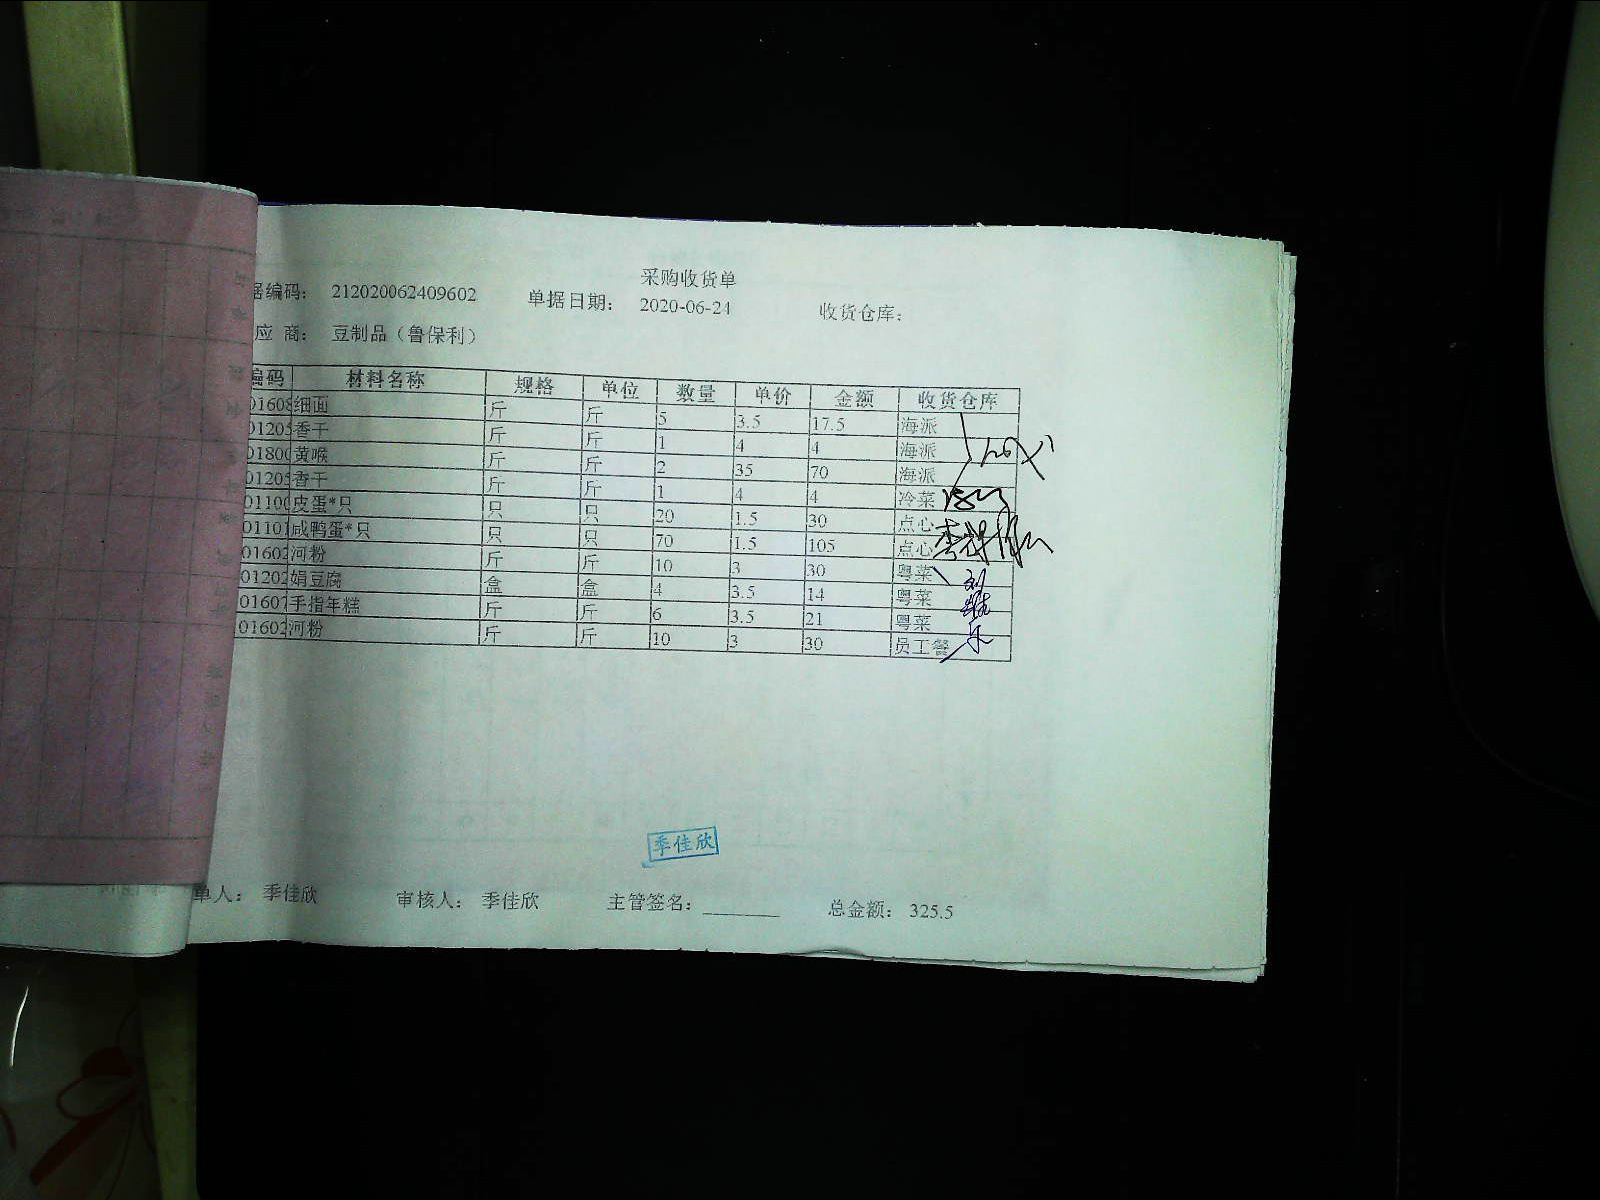 采购收货单
据编码： 212020062409602 单据日期： 2020-06-24 收货仓库：
应 商： 豆制品（鲁保利）
编码 材料名称 规格 单位 数量 单价 金额 收货仓库
01608 细面 斤 斤 5 3.5 17.5 海派
01205 香干 斤 斤 1 4 4 海派
01800 黄喉 斤 斤 2 35 70 海派
01205 香干 斤 斤 1 4 4 冷菜
01100 皮蛋*只 只 只 20 1.5 30 点心
01101 咸鸭蛋*只 只 只 70 1.5 105 点心
01602 河粉 斤 斤 10 3 30 粤菜
01202 娟豆腐 盒 盒 4 3.5 14 粤菜
01607 手指年糕 斤 斤 6 3.5 21 粤菜
01602 河粉 斤 斤 10 3 30 员工餐
季佳欣
单人： 季佳欣 审核人： 季佳欣 主管签名： 总金额： 325.5